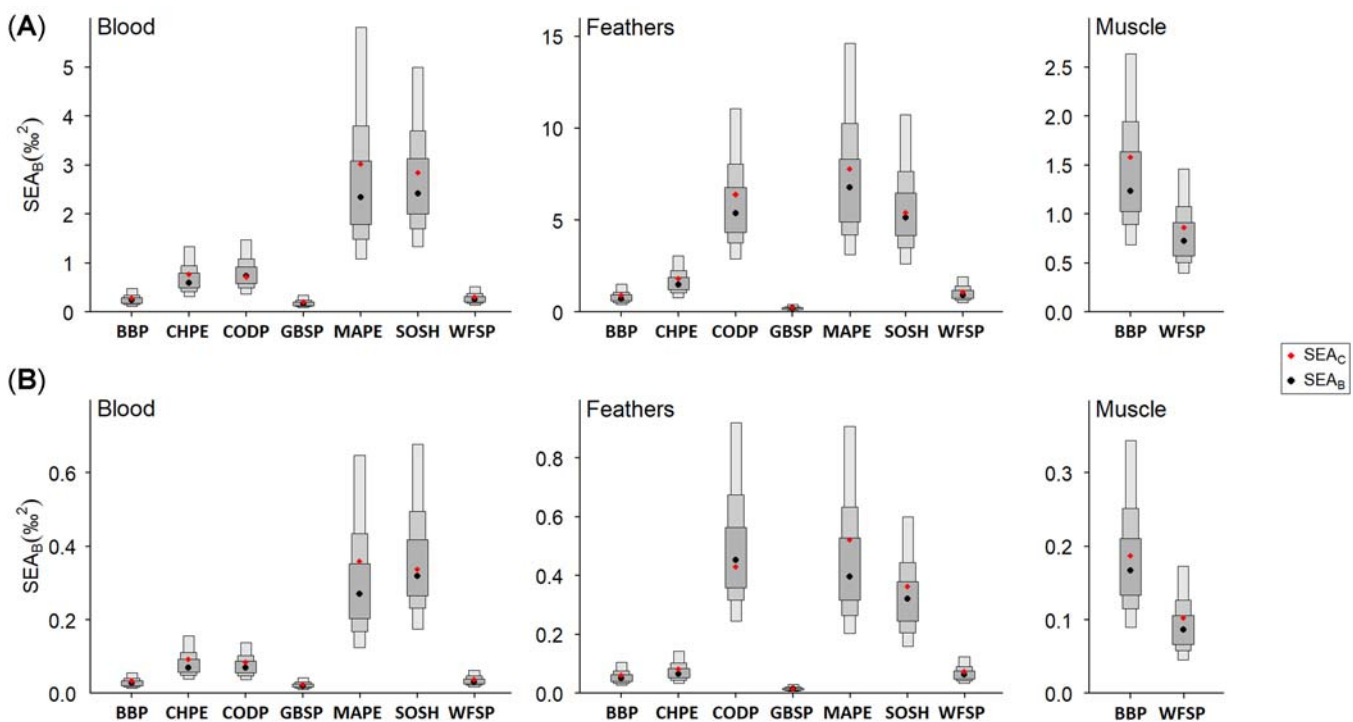 (A)
Blood
Feathers
Muscle
SEA_B(‰²)
5
4
3
2
1
0
15
10
5
0
2.5
2.0
1.5
1.0
0.5
0.0
BBP CHPE CODP GBSP MAPE SOSH WFSP
BBP CHPE CODP GBSP MAPE SOSH WFSP
BBP WFSP
SEA_C
SEA_B
(B)
Blood
Feathers
Muscle
SEA_B(‰²)
0.6
0.4
0.2
0.0
0.8
0.6
0.4
0.2
0.0
0.3
0.2
0.1
0.0
BBP CHPE CODP GBSP MAPE SOSH WFSP
BBP CHPE CODP GBSP MAPE SOSH WFSP
BBP WFSP